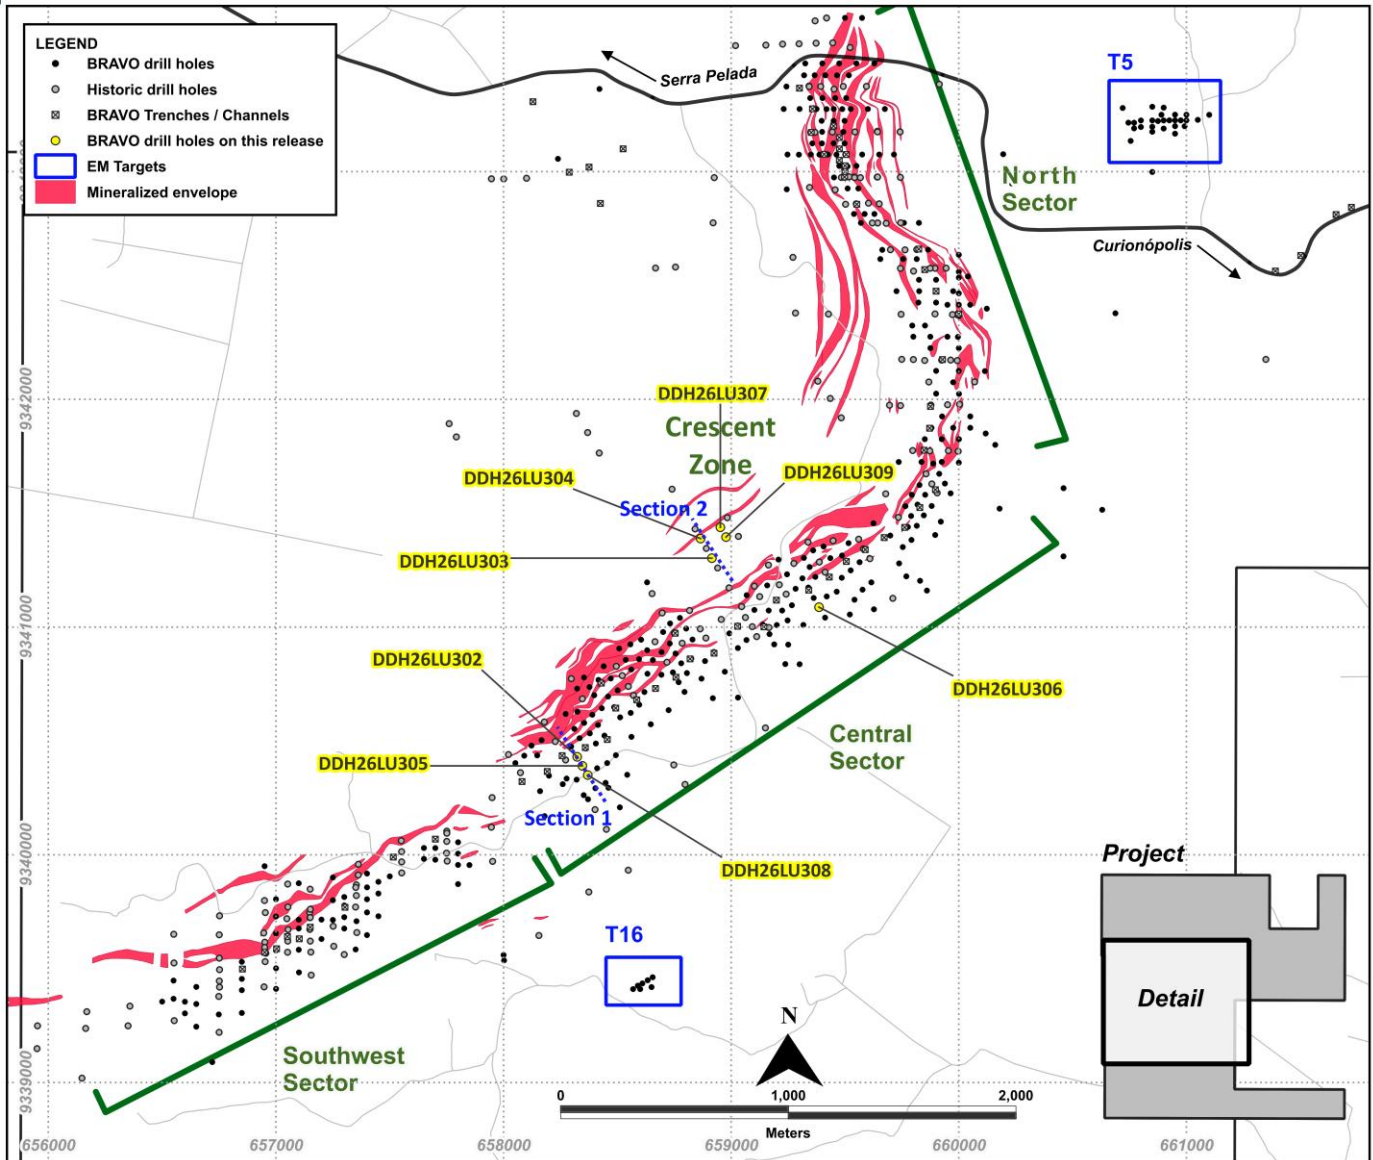 LEGEND
BRAVO drill holes
Historic drill holes
BRAVO Trenches / Channels
BRAVO drill holes on this release
EM Targets
Mineralized envelope
Serra Pelada
T5
North
Sector
Curionópolis
9342000
DDH26LU307
Crescent
Zone
DDH26LU304
DDH26LU309
Section 2
DDH26LU303
9341000
DDH26LU302
DDH26LU306
Central
Sector
DDH26LU305
Section 1
DDH26LU308
9340000
Project
Detail
T16
N
Southwest
Sector
9339000
0
1,000
2,000
Meters
656000
657000
658000
659000
660000
661000